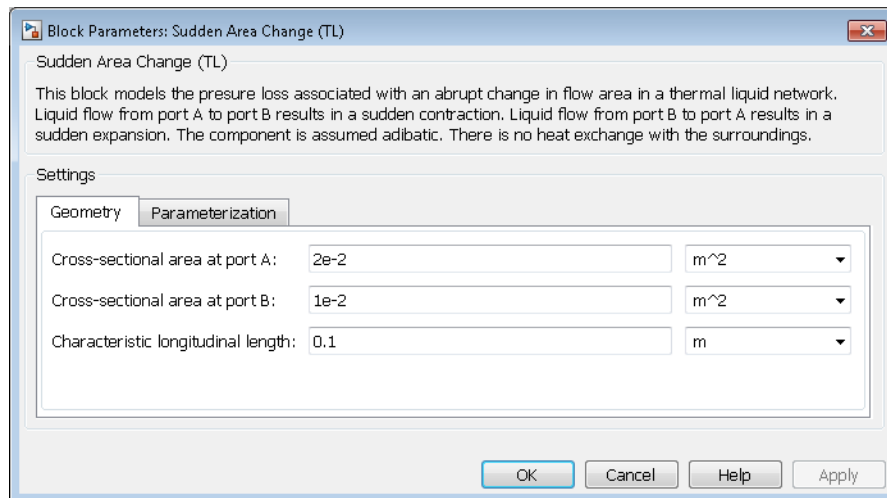 Block Parameters: Sudden Area Change (TL)
Sudden Area Change (TL)
This block models the presure loss associated with an abrupt change in flow area in a thermal liquid network.
Liquid flow from port A to port B results in a sudden contraction. Liquid flow from port B to port A results in a
sudden expansion. The component is assumed adibatic. There is no heat exchange with the surroundings.
Settings
Geometry Parameterization
Cross-sectional area at port A: 2e-2 m^2
Cross-sectional area at port B: 1e-2 m^2
Characteristic longitudinal length: 0.1 m
OK Cancel Help Apply